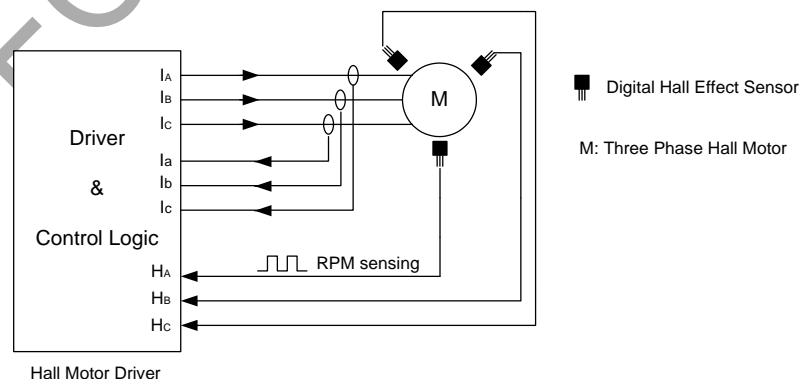 IA
IB
IC
Ia
Ib
Ic
Driver
&
Control Logic
HA
HB
HC
RPM sensing
M
Hall Motor Driver
Digital Hall Effect Sensor
M: Three Phase Hall Motor